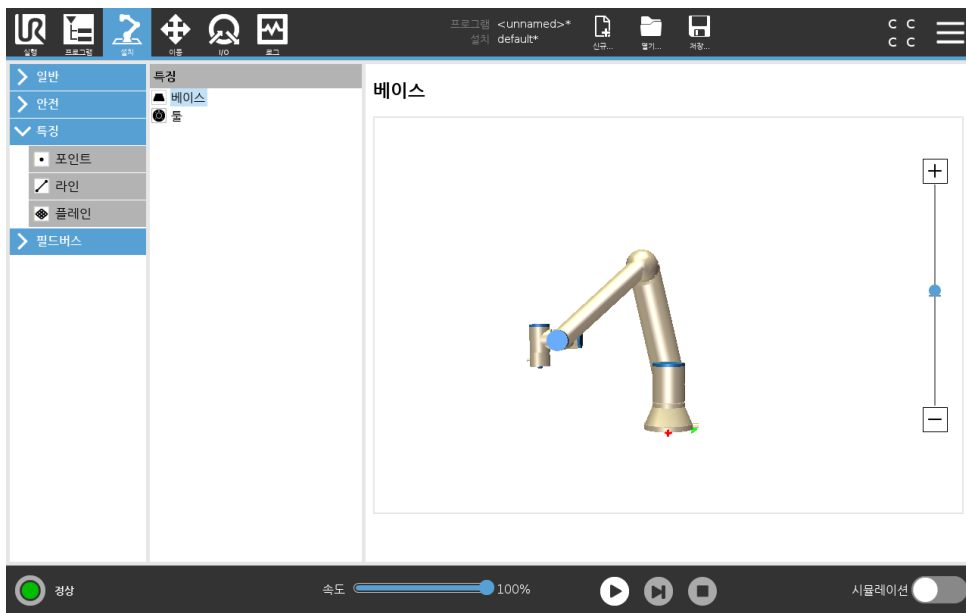 UR
실행
프로그램
설치
이동
I/O
로그
프로그램 <unnamed>*
설치 default*
신규...
열기...
저장...
C C
C C
일반
안전
특징
포인트
라인
플레인
필드버스
특징
베이스
툴
베이스
정상
속도 100%
시뮬레이션